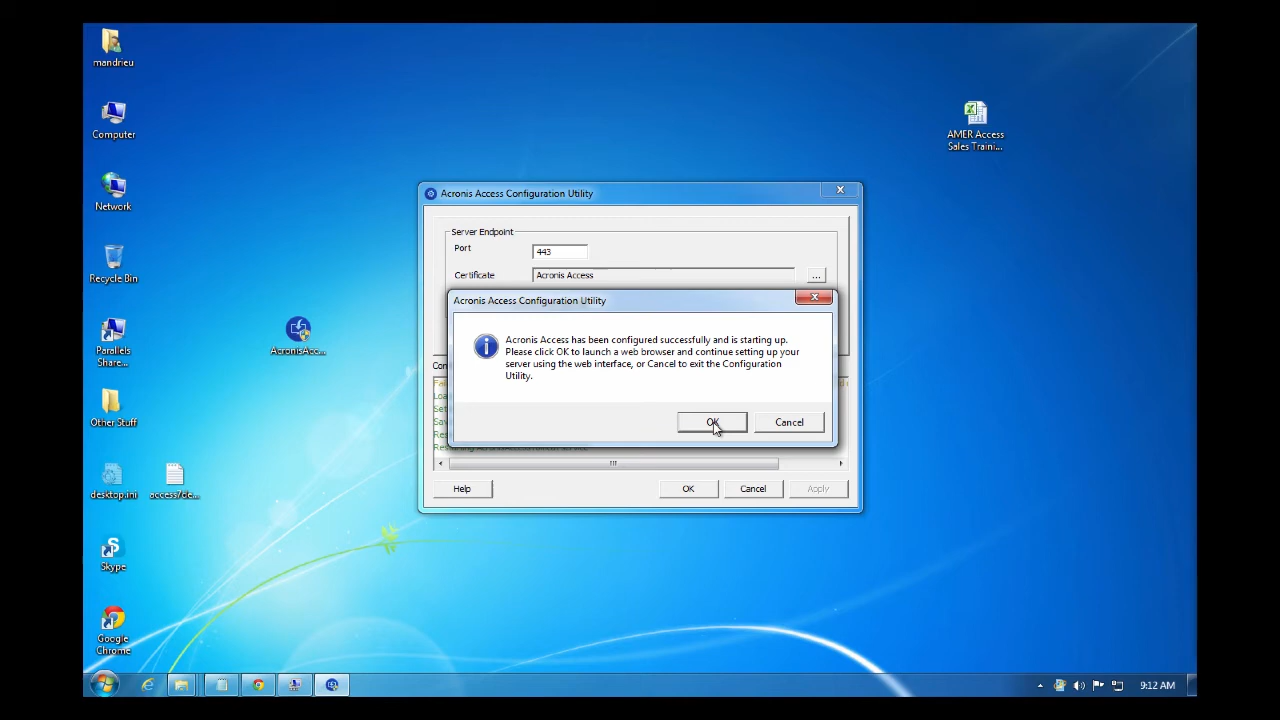 mandrieu
Computer
Network
Recycle Bin
Parallels
Share...
Other Stuff
desktop.ini
access7de...
Skype
Google
Chrome
AcronisAcc...
AMER Access
Sales Traini...
Acronis Access Configuration Utility
Server Endpoint
Port
443
Certificate
Acronis Access
...
Acronis Access Configuration Utility
Acronis Access has been configured successfully and is starting up.
Please click OK to launch a web browser and continue setting up your
server using the web interface, or Cancel to exit the Configuration
Utility.
OK
Cancel
Help
OK
Cancel
Apply
9:12 AM